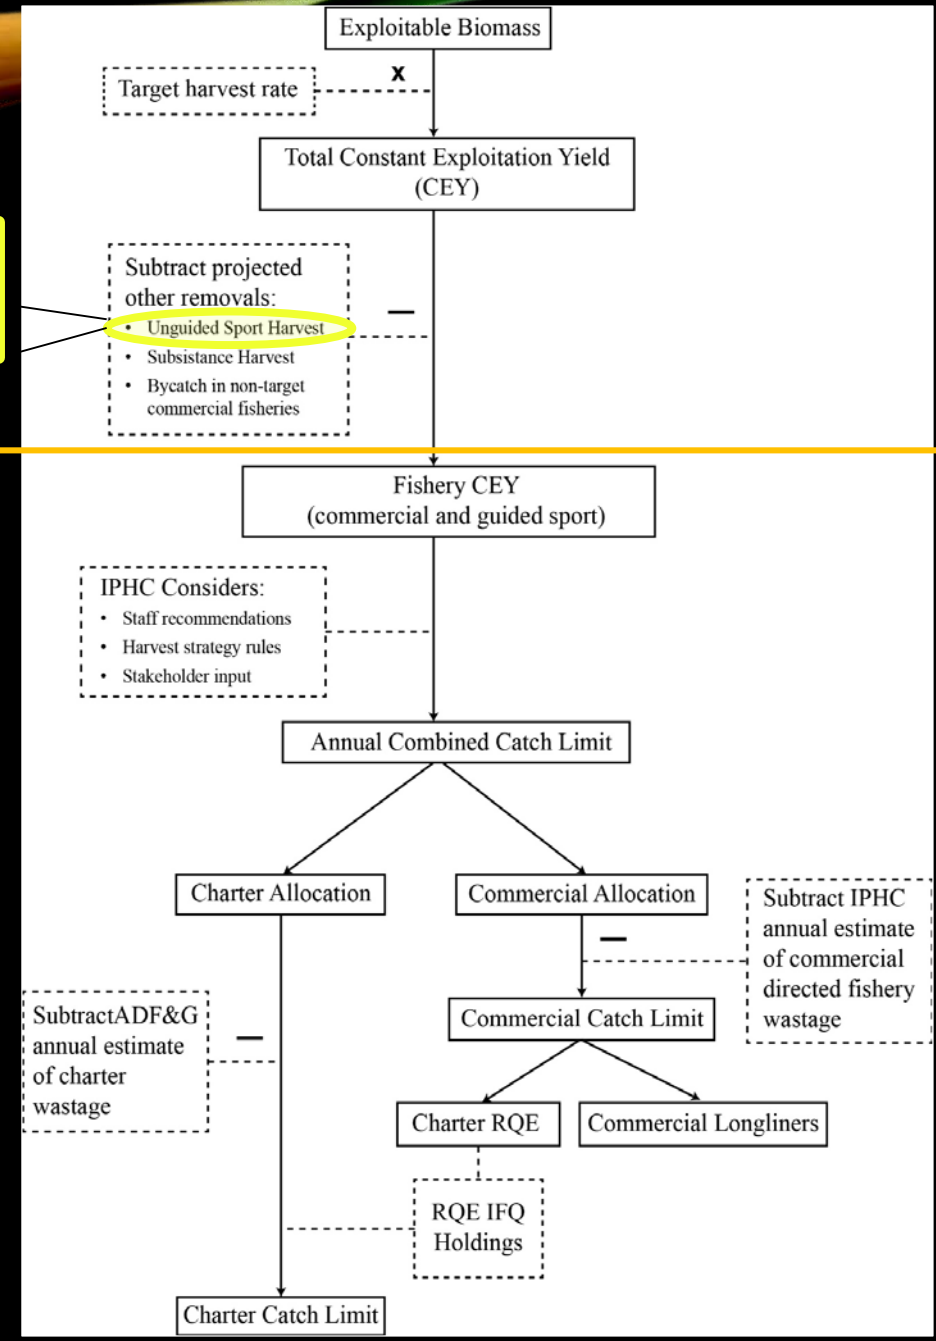 Exploitable Biomass
x
Target harvest rate
Total Constant Exploitation Yield
(CEY)
Subtract projected
other removals:
• Unguided Sport Harvest
• Subsistance Harvest
• Bycatch in non-target
commercial fisheries
—
Fishery CEY
(commercial and guided sport)
IPHC Considers:
• Staff recommendations
• Harvest strategy rules
• Stakeholder input
Annual Combined Catch Limit
Charter Allocation
Commercial Allocation
Subtract IPHC
annual estimate
of commercial
directed fishery
wastage
—
SubtractADF&G
annual estimate
of charter
wastage
—
Commercial Catch Limit
Charter RQE
Commercial Longliners
RQE IFQ
Holdings
Charter Catch Limit